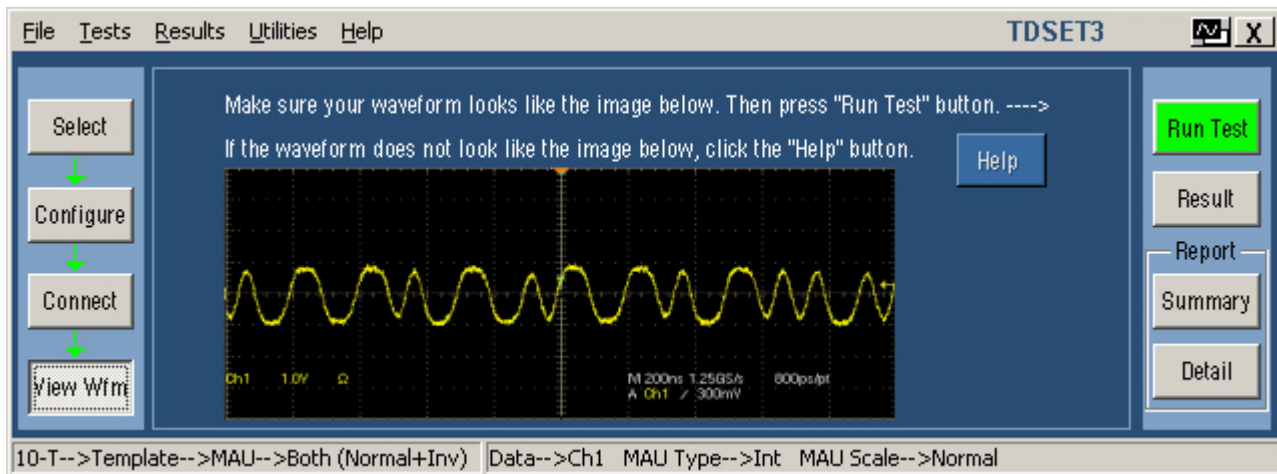 File Tests Results Utilities Help TDSET3 X
Make sure your waveform looks like the image below. Then press "Run Test" button. ---->
If the waveform does not look like the image below, click the "Help" button.
Help
Select
Configure
Connect
View Wfm
Ch1 1.0V Ω
M 200ns 1.25GS/s 800ps/pt
A Ch1 / 300mV
Run Test
Result
Report
Summary
Detail
10-T-->Template-->MAU-->Both (Normal+Inv) Data-->Ch1 MAU Type-->Int MAU Scale-->Normal